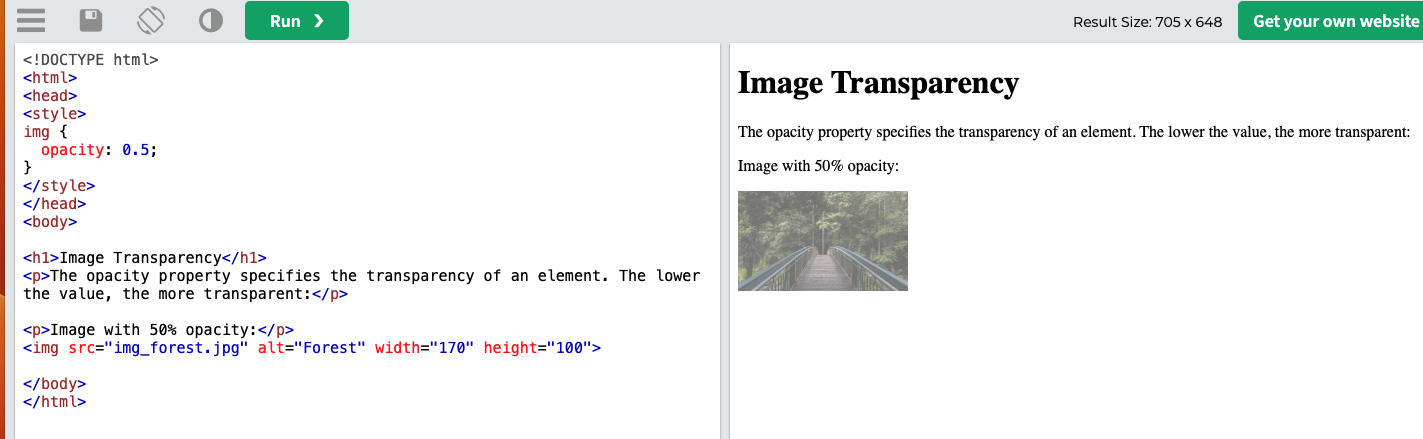 Run ❯
Result Size: 705 x 648
Get your own website
<!DOCTYPE html>
<html>
<head>
<style>
img {
  opacity: 0.5;
}
</style>
</head>
<body>

<h1>Image Transparency</h1>
<p>The opacity property specifies the transparency of an element. The lower
the value, the more transparent:</p>

<p>Image with 50% opacity:</p>
<img src="img_forest.jpg" alt="Forest" width="170" height="100">

</body>
</html>
Image Transparency
The opacity property specifies the transparency of an element. The lower the value, the more transparent:
Image with 50% opacity: